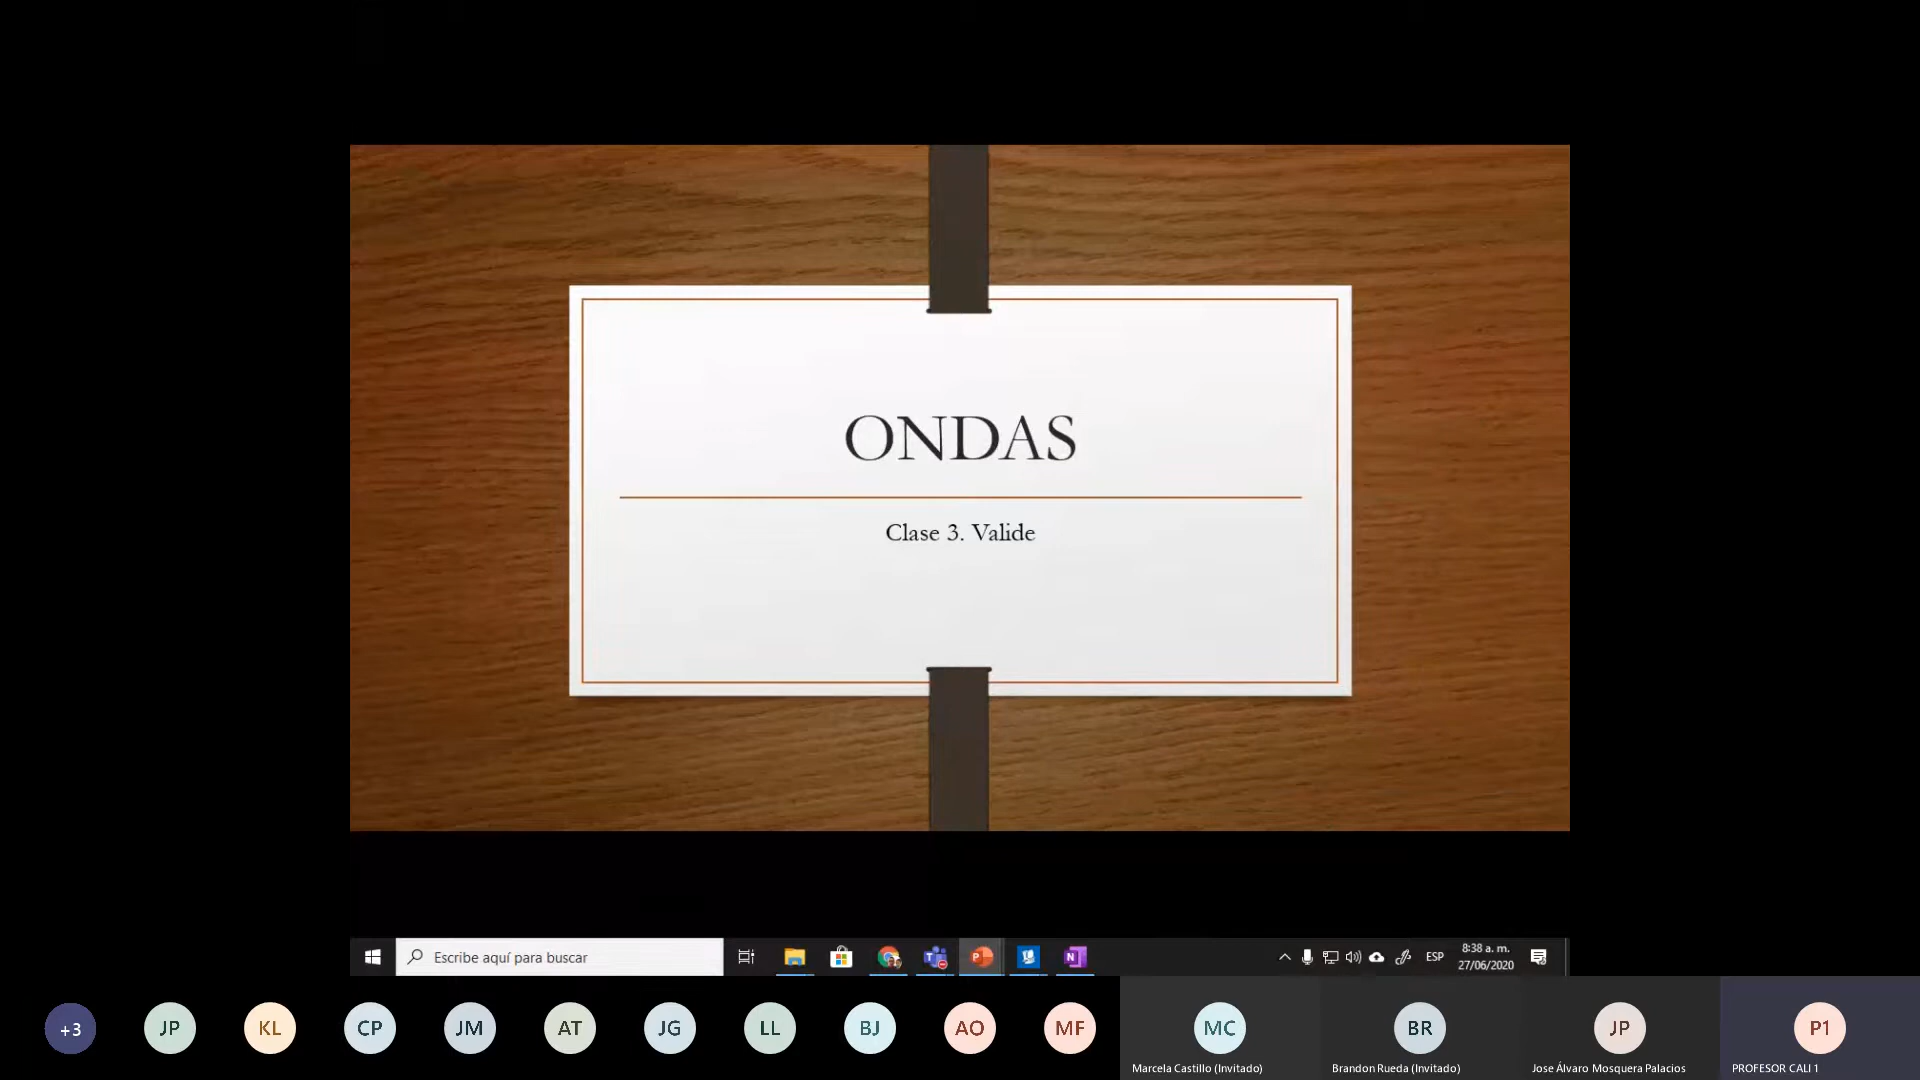 ONDAS
Clase 3. Valide
Escribe aquí para buscar
ESP
8:38 a. m.
27/06/2020
+3
JP
KL
CP
JM
AT
JG
LL
BJ
AO
MF
MC
BR
JP
P1
Marcela Castillo (Invitado)
Brandon Rueda (Invitado)
Jose Álvaro Mosquera Palacios
PROFESOR CALI 1